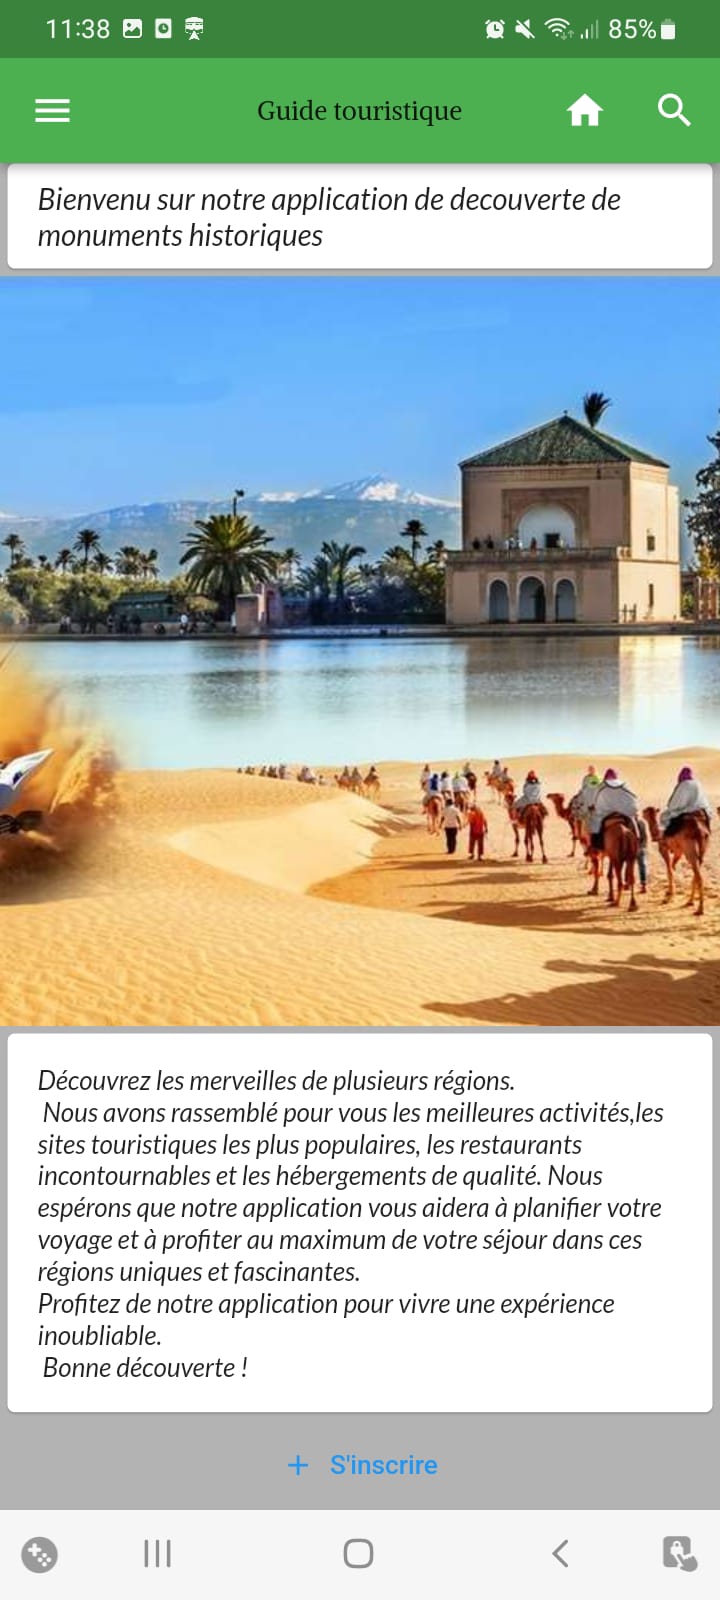 11:38
85%
Guide touristique
Bienvenu sur notre application de decouverte de
monuments historiques
Découvrez les merveilles de plusieurs régions.
Nous avons rassemblé pour vous les meilleures activités,les
sites touristiques les plus populaires, les restaurants
incontournables et les hébergements de qualité. Nous
espérons que notre application vous aidera à planifier votre
voyage et à profiter au maximum de votre séjour dans ces
régions uniques et fascinantes.
Profitez de notre application pour vivre une expérience
inoubliable.
Bonne découverte !
+ S'inscrire